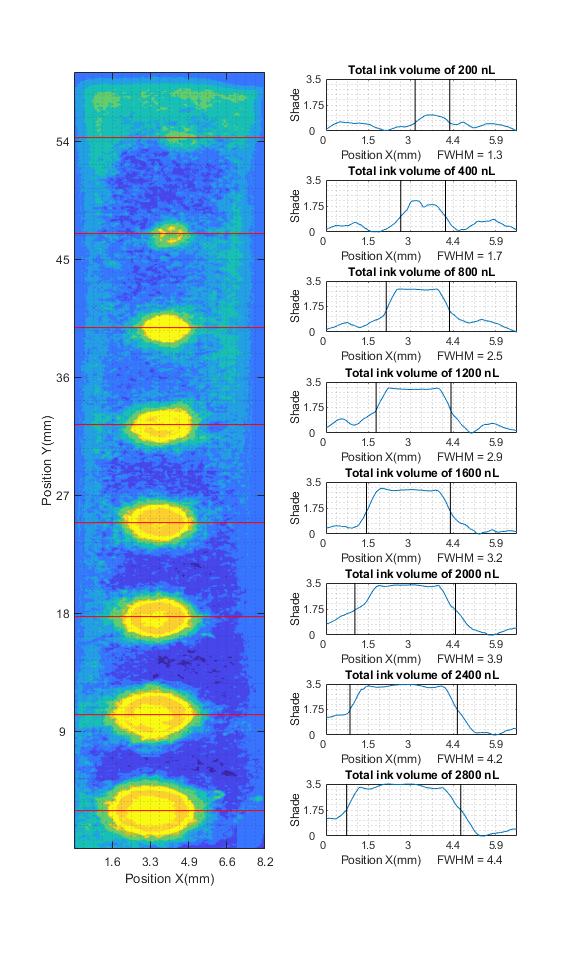 54
45
36
27
18
9
Position Y(mm)
1.6 3.3 4.9 6.6 8.2
Position X(mm)
Total ink volume of 200 nL
3.5
1.75
0
Shade
0 1.5 3 4.4 5.9
Position X(mm) FWHM = 1.3
Total ink volume of 400 nL
3.5
1.75
0
Shade
0 1.5 3 4.4 5.9
Position X(mm) FWHM = 1.7
Total ink volume of 800 nL
3.5
1.75
0
Shade
0 1.5 3 4.4 5.9
Position X(mm) FWHM = 2.5
Total ink volume of 1200 nL
3.5
1.75
0
Shade
0 1.5 3 4.4 5.9
Position X(mm) FWHM = 2.9
Total ink volume of 1600 nL
3.5
1.75
0
Shade
0 1.5 3 4.4 5.9
Position X(mm) FWHM = 3.2
Total ink volume of 2000 nL
3.5
1.75
0
Shade
0 1.5 3 4.4 5.9
Position X(mm) FWHM = 3.9
Total ink volume of 2400 nL
3.5
1.75
0
Shade
0 1.5 3 4.4 5.9
Position X(mm) FWHM = 4.2
Total ink volume of 2800 nL
3.5
1.75
0
Shade
0 1.5 3 4.4 5.9
Position X(mm) FWHM = 4.4